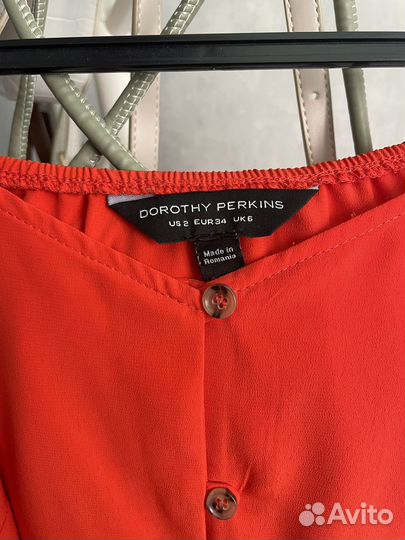 DOROTHY PERKINS
US 2 EUR 34 UK 6
Made in
Romania
Avito